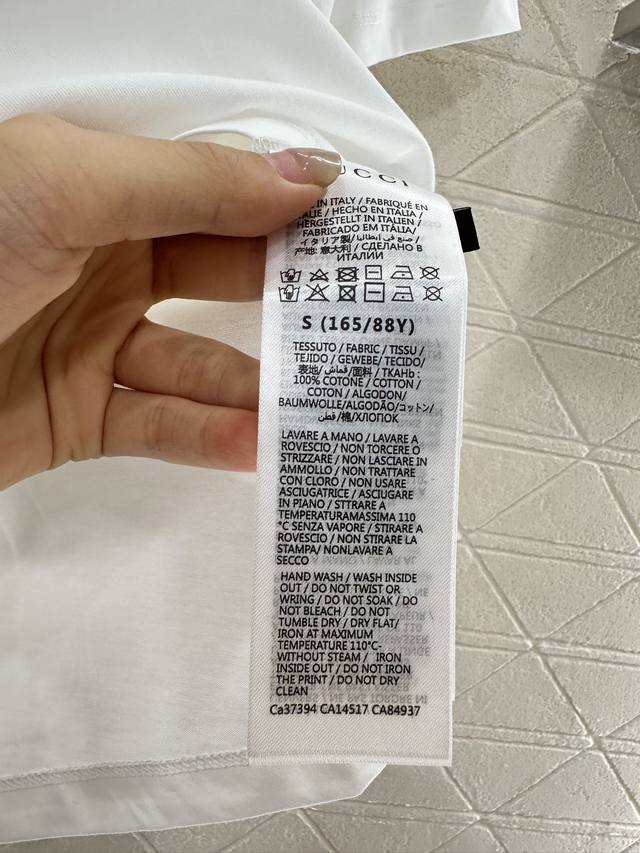 UCCI
IN ITALY / FABRIQUÉ EN
ITALIE / HECHO EN ITALIA /
HERGESTELLT IN ITALIEN /
FABRICADO EM ITÁLIA/
イタリア製/صنع في إيطاليا/
产地: 意大利 / СДЕЛАНО В
ИТАЛИИ
S (165/88Y)
TESSUTO / FABRIC / TISSU /
TEJIDO / GEWEBE / TECIDO/
表地/قماش/面料 / ТКАНЬ :
100% COTONE / COTTON /
COTON / ALGODON /
BAUMWOLLE/ALGODÃO/コットン/
قطن/棉/ХЛОПОК
LAVARE A MANO / LAVARE A
ROVESCIO / NON TORCERE O
STRIZZARE / NON LASCIARE IN
AMMOLLO / NON TRATTARE
CON CLORO / NON USARE
ASCIUGATRICE / ASCIUGARE
IN PIANO / STTRARE A
TEMPERATURAMASSIMA 110
°C SENZA VAPORE / STIRARE A
ROVESCIO / NON STIRARE LA
STAMPA/ NONLAVARE A
SECCO
HAND WASH / WASH INSIDE
OUT / DO NOT TWIST OR
WRING / DO NOT SOAK / DO
NOT BLEACH / DO NOT
TUMBLE DRY / DRY FLAT/
IRON AT MAXIMUM
TEMPERATURE 110°C-
WITHOUT STEAM / IRON
INSIDE OUT / DO NOT IRON
THE PRINT / DO NOT DRY
CLEAN
Ca37394 CA14517 CA84937